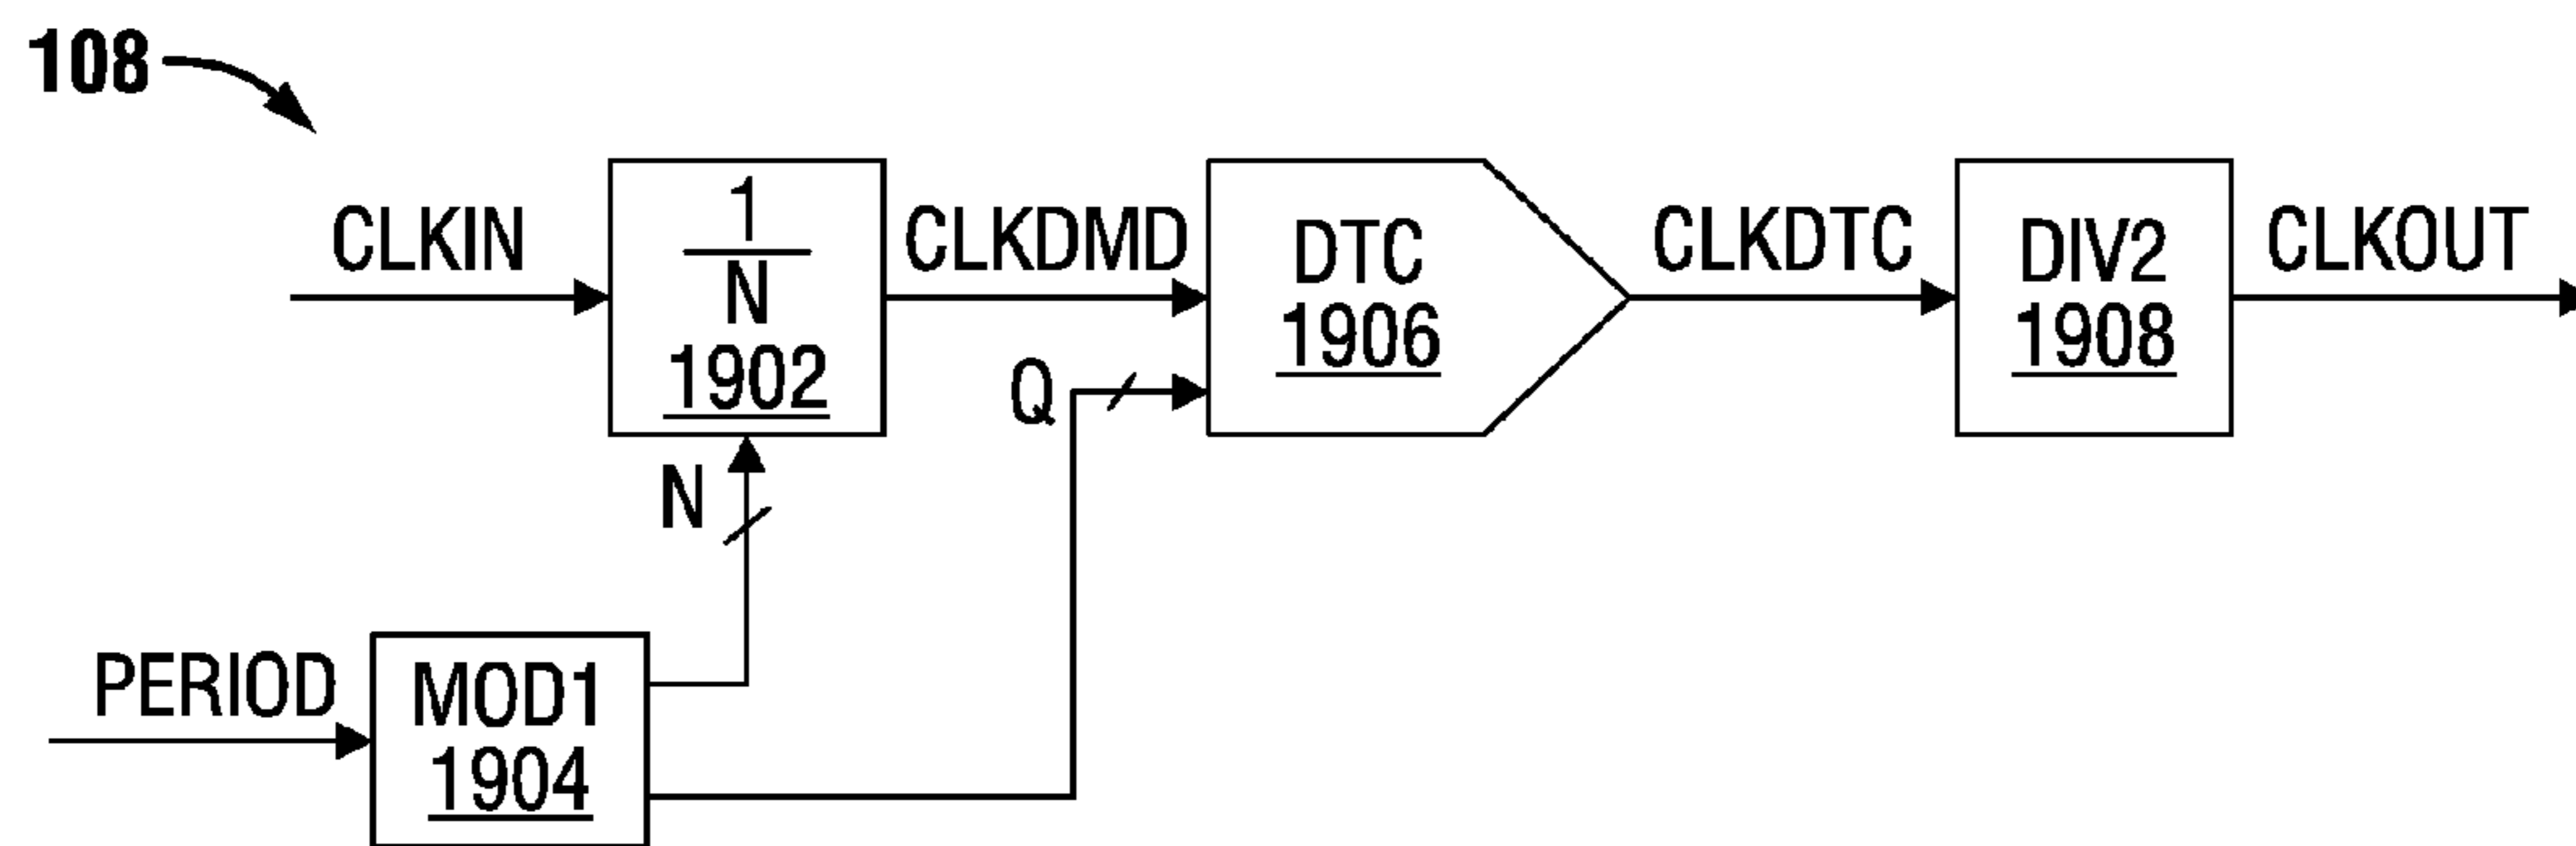 108
CLKIN
1
N
1902
CLKDMD
DTC
1906
CLKDTC
DIV2
1908
CLKOUT
Q
N
PERIOD
MOD1
1904